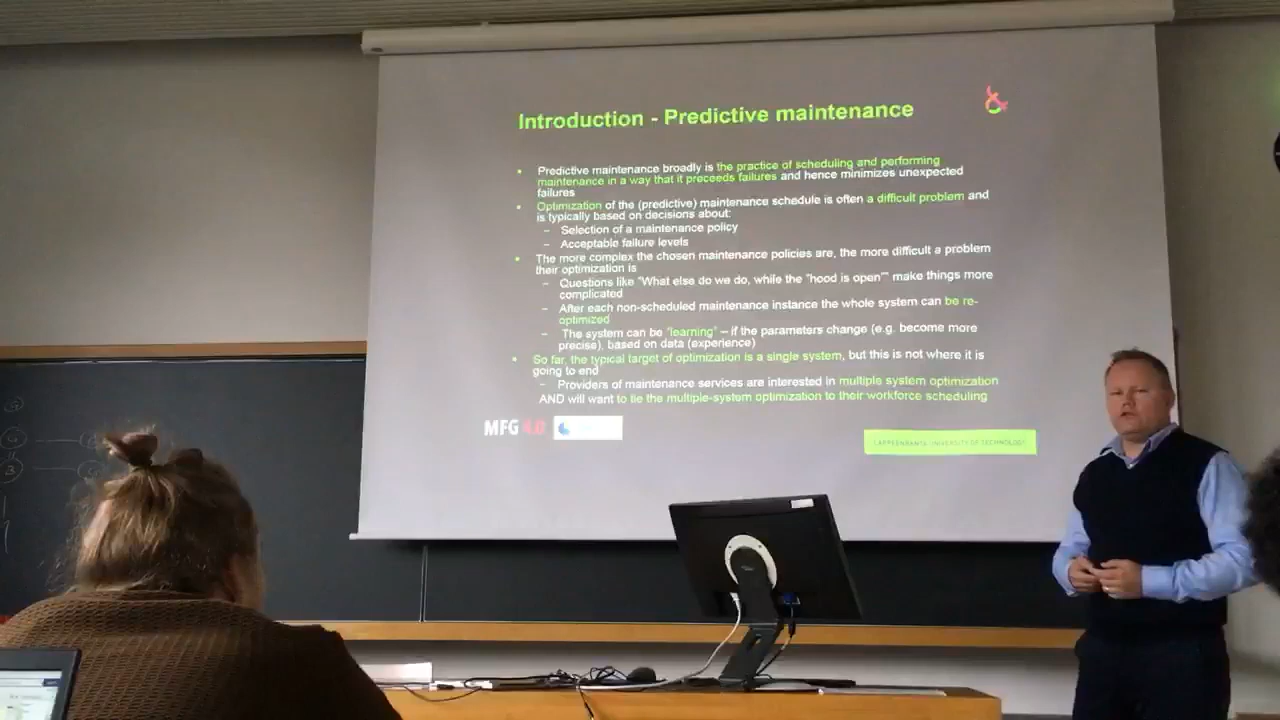 Introduction - Predictive maintenance
Predictive maintenance broadly is the practice of scheduling and performing
maintenance in a way that it preceeds failures and hence minimizes unexpected
failures
Optimization of the (predictive) maintenance schedule is often a difficult problem and
is typically based on decisions about:
– Selection of a maintenance policy
– Acceptable failure levels
The more complex the chosen maintenance policies are, the more difficult a problem
their optimization is
– Questions like "What else do we do, while the "hood is open"" make things more
complicated
– After each non-scheduled maintenance instance the whole system can be re-
optimized
– The system can be "learning" – if the parameters change (e.g. become more
precise), based on data (experience)
So far, the typical target of optimization is a single system, but this is not where it is
going to end
– Providers of maintenance services are interested in multiple system optimization
AND will want to tie the multiple-system optimization to their workforce scheduling
MFG 4.0
LAPPEENRANTA UNIVERSITY OF TECHNOLOGY